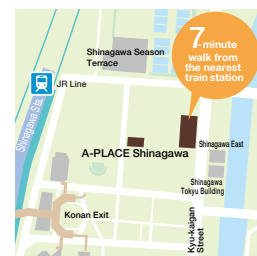 7-minute
walk from
the nearest
train station
Shinagawa Season
Terrace
JR Line
Shinagawa Sta.
A-PLACE Shinagawa
Shinagawa East
Shinagawa
Tokyu Building
Konan Exit
Kyu-kaigan
Street